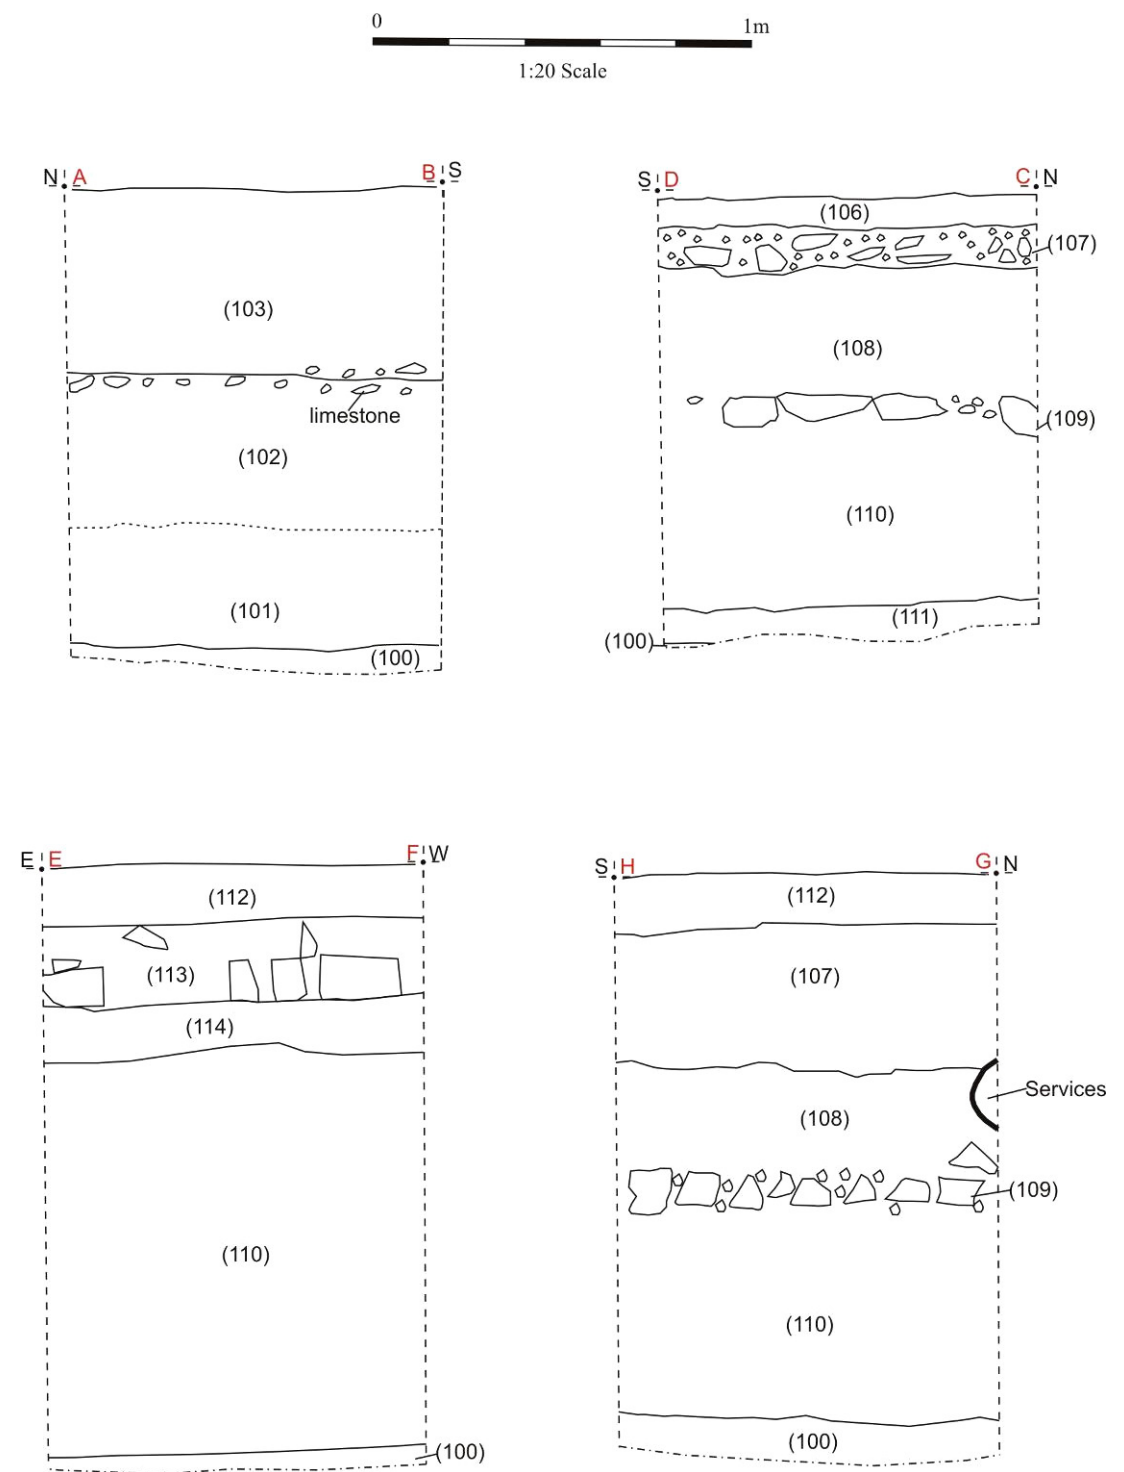 0 1m
1:20 Scale
N A B S
(103)
limestone
(102)
(101)
(100)
S D C N
(106)
(107)
(108)
(109)
(110)
(111)
(100)
E E F W
(112)
(113)
(114)
(110)
(100)
S H G N
(112)
(107)
Services
(108)
(109)
(110)
(100)